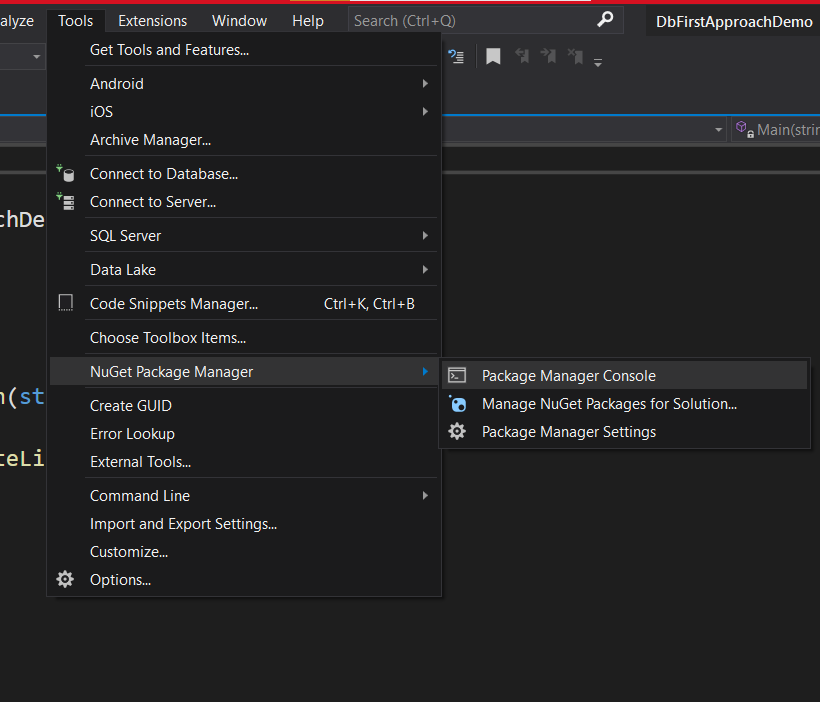 alyze Tools Extensions Window Help Search (Ctrl+Q) DbFirstApproachDemo
Get Tools and Features...
Android
iOS
Main(strin
Archive Manager...
Connect to Database...
Connect to Server...
chDe
SQL Server
Data Lake
Code Snippets Manager... Ctrl+K, Ctrl+B
Choose Toolbox Items...
NuGet Package Manager
Package Manager Console
n(st
Create GUID
Manage NuGet Packages for Solution...
Error Lookup
Package Manager Settings
teLi
External Tools...
Command Line
Import and Export Settings...
Customize...
Options...